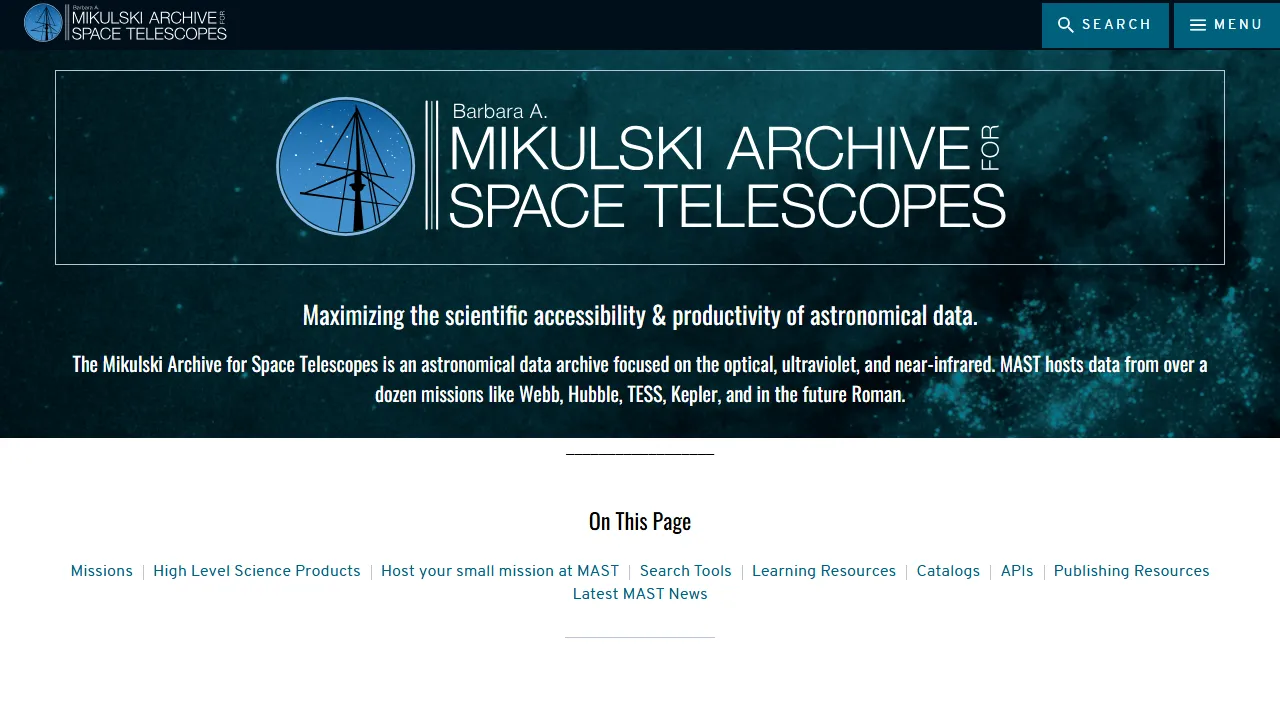 Barbara A.
MIKULSKI ARCHIVE FOR
SPACE TELESCOPES
SEARCH
MENU
Barbara A.
MIKULSKI ARCHIVE FOR
SPACE TELESCOPES
Maximizing the scientific accessibility & productivity of astronomical data.
The Mikulski Archive for Space Telescopes is an astronomical data archive focused on the optical, ultraviolet, and near-infrared. MAST hosts data from over a
dozen missions like Webb, Hubble, TESS, Kepler, and in the future Roman.
On This Page
Missions | High Level Science Products | Host your small mission at MAST | Search Tools | Learning Resources | Catalogs | APIs | Publishing Resources
Latest MAST News